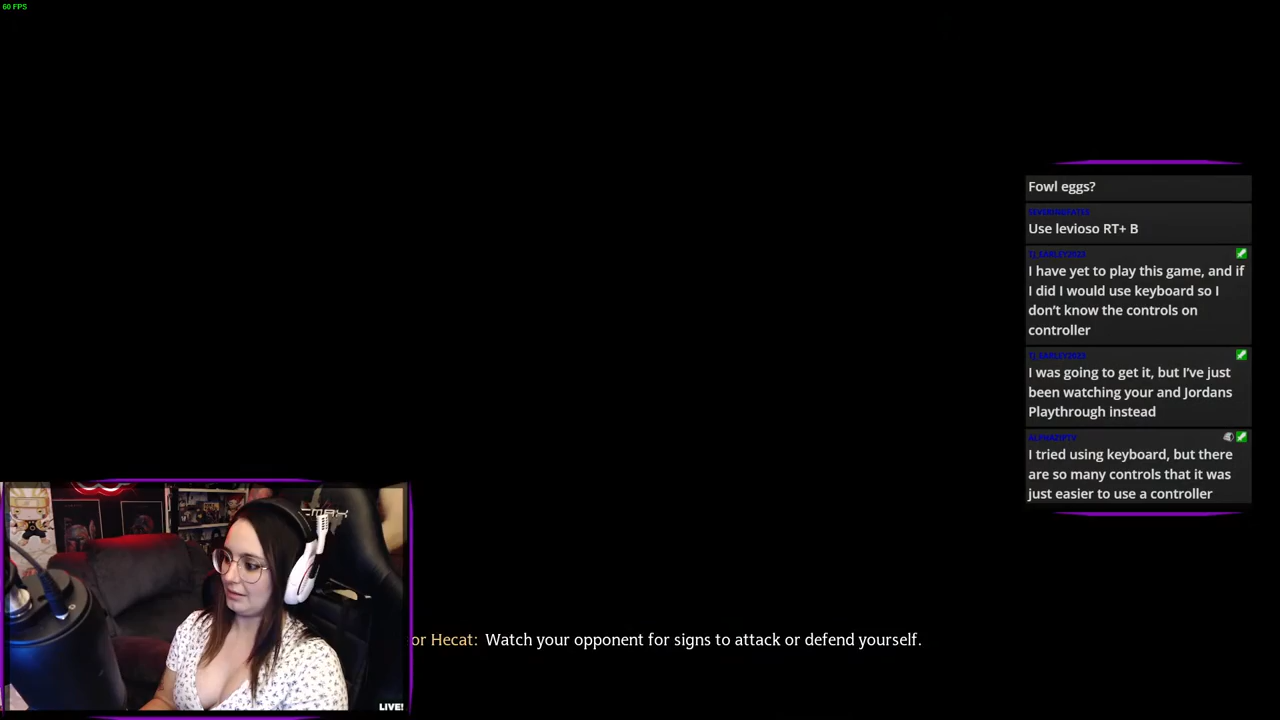 60 FPS
Fowl eggs?
Use levioso RT+ B
I have yet to play this game, and if
I did I would use keyboard so I
don't know the controls on
controller
I was going to get it, but I've just
been watching your and Jordans
Playthrough instead
I tried using keyboard, but there
are so many controls that it was
just easier to use a controller
or Hecat: Watch your opponent for signs to attack or defend yourself.
LIVE!